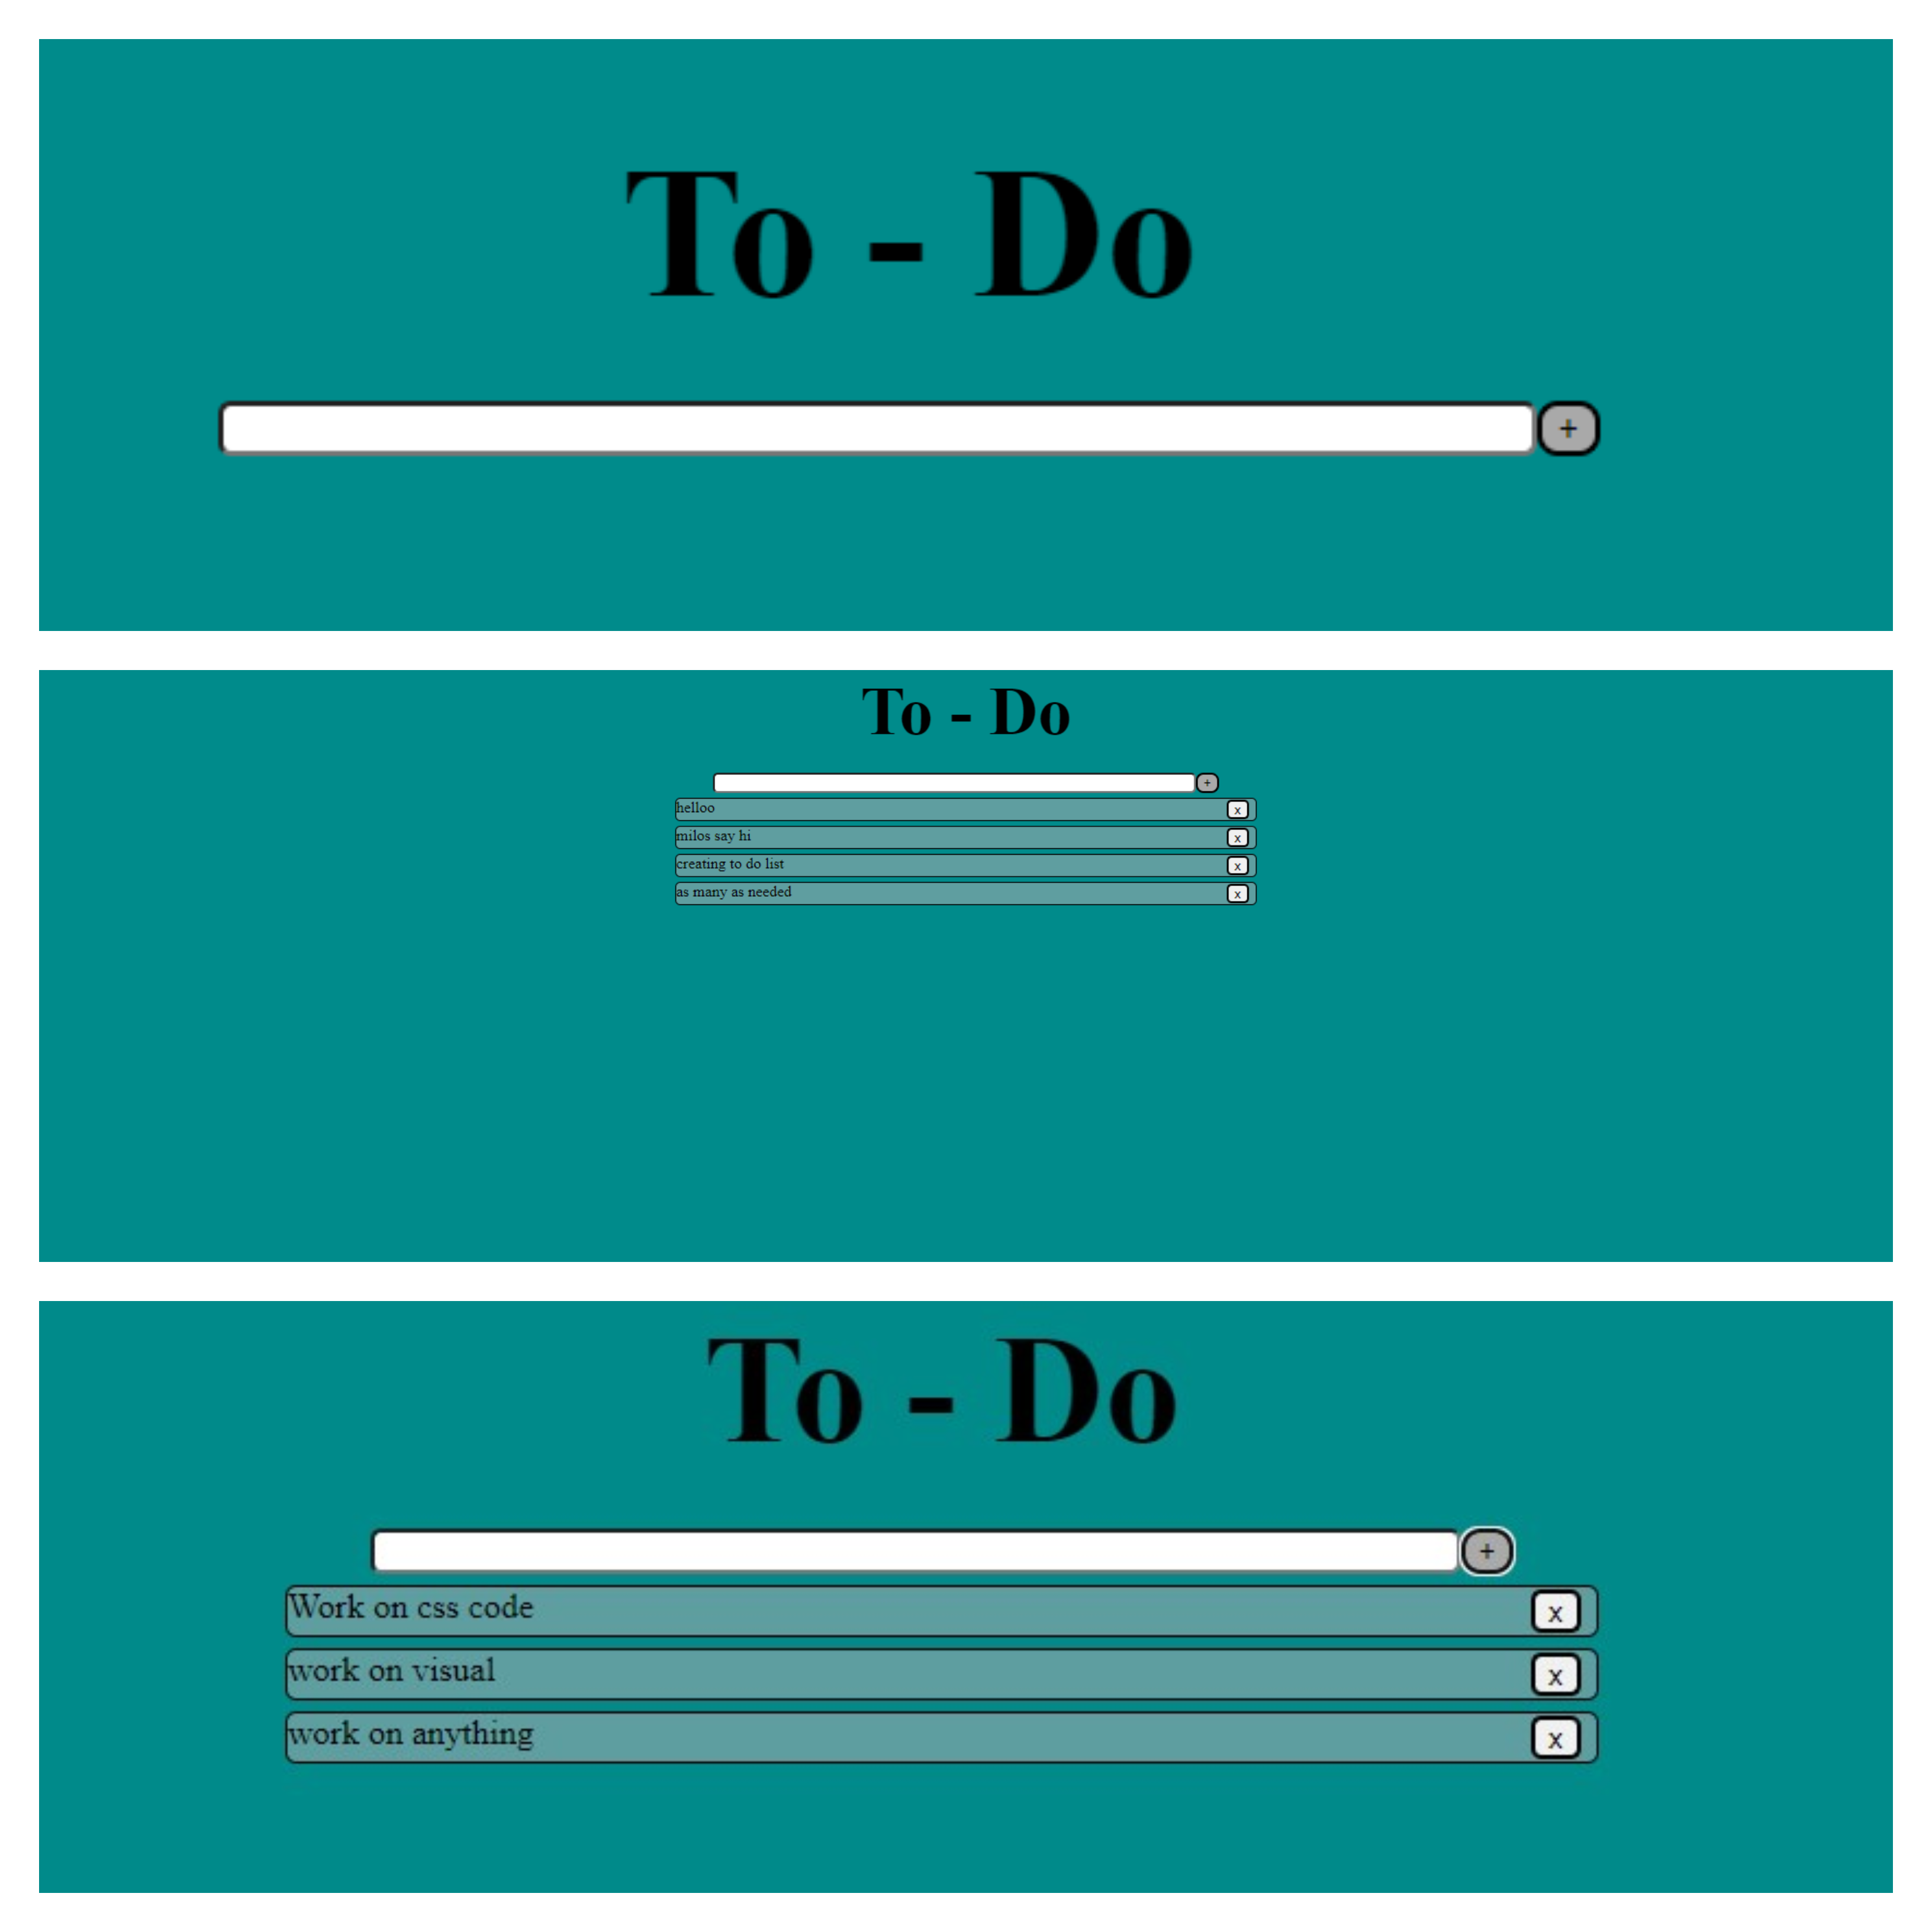 To - Do
+
To - Do
+
helloo x
milos say hi x
creating to do list x
as many as needed x
To - Do
+
Work on css code x
work on visual x
work on anything x